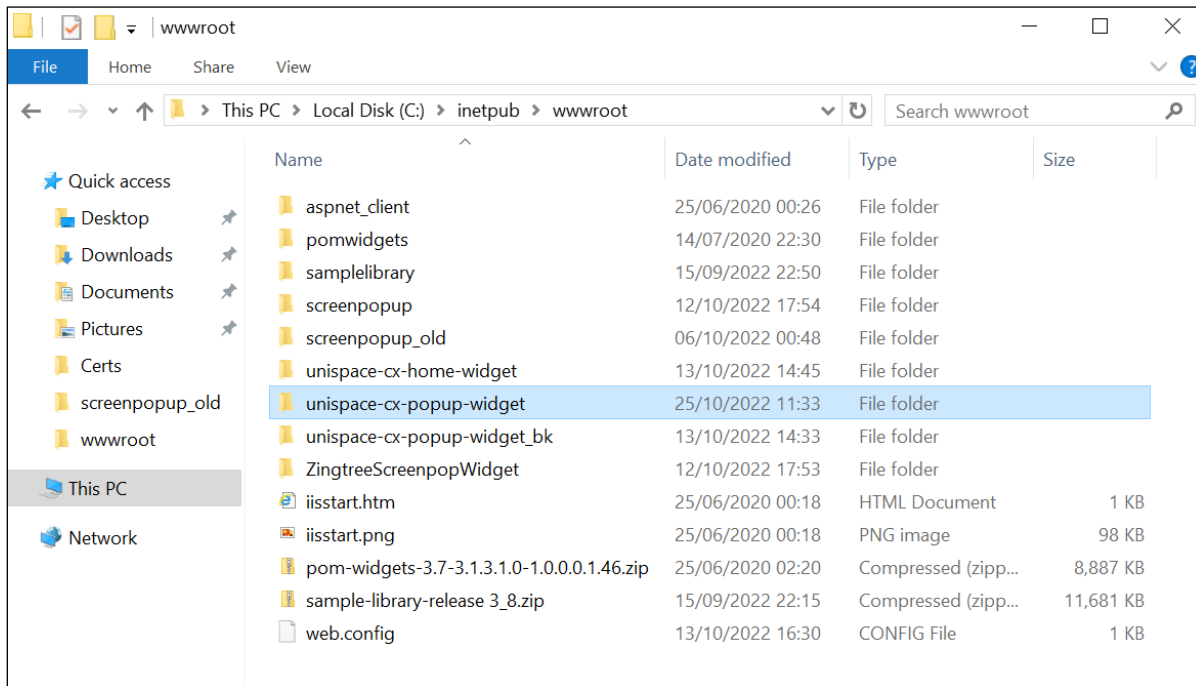 wwwroot
File Home Share View ?
This PC Local Disk (C:) inetpub wwwroot Search wwwroot
Name Date modified Type Size
Quick access
Desktop
Downloads
Documents
Pictures
Certs
screenpopup_old
wwwroot
This PC
Network
aspnet_client 25/06/2020 00:26 File folder
pomwidgets 14/07/2020 22:30 File folder
samplelibrary 15/09/2022 22:50 File folder
screenpopup 12/10/2022 17:54 File folder
screenpopup_old 06/10/2022 00:48 File folder
unispace-cx-home-widget 13/10/2022 14:45 File folder
unispace-cx-popup-widget 25/10/2022 11:33 File folder
unispace-cx-popup-widget_bk 13/10/2022 14:33 File folder
ZingtreeScreenpopWidget 12/10/2022 17:53 File folder
iisstart.htm 25/06/2020 00:18 HTML Document 1 KB
iisstart.png 25/06/2020 00:18 PNG image 98 KB
pom-widgets-3.7-3.1.3.1.0-1.0.0.0.1.46.zip 25/06/2020 02:20 Compressed (zipp... 8,887 KB
sample-library-release 3_8.zip 15/09/2022 22:15 Compressed (zipp... 11,681 KB
web.config 13/10/2022 16:30 CONFIG File 1 KB